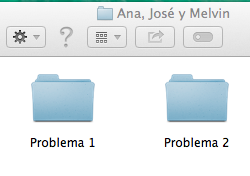 Ana, José y Melvin
?
Problema 1
Problema 2